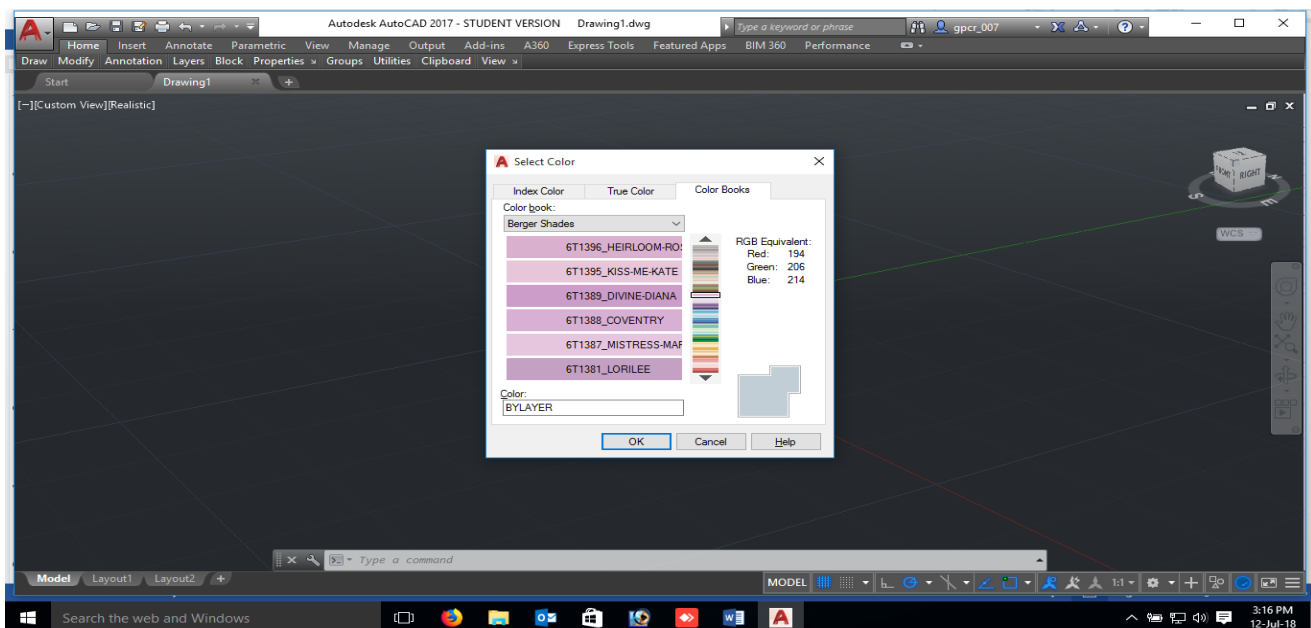 Autodesk AutoCAD 2017 - STUDENT VERSION Drawing1.dwg
Type a keyword or phrase
gpcr_007
Home Insert Annotate Parametric View Manage Output Add-ins A360 Express Tools Featured Apps BIM 360 Performance
Draw Modify Annotation Layers Block Properties Groups Utilities Clipboard View
Start Drawing1
[−][Custom View][Realistic]
FRONT RIGHT
E
WCS
Select Color
Index Color True Color Color Books
Color book:
Berger Shades
6T1396_HEIRLOOM-ROS
6T1395_KISS-ME-KATE
6T1389_DIVINE-DIANA
6T1388_COVENTRY
6T1387_MISTRESS-MAR
6T1381_LORILEE
RGB Equivalent:
Red: 194
Green: 206
Blue: 214
Color:
BYLAYER
OK Cancel Help
Type a command
Model Layout1 Layout2 +
MODEL 1:1
Search the web and Windows
3:16 PM
12-Jul-18